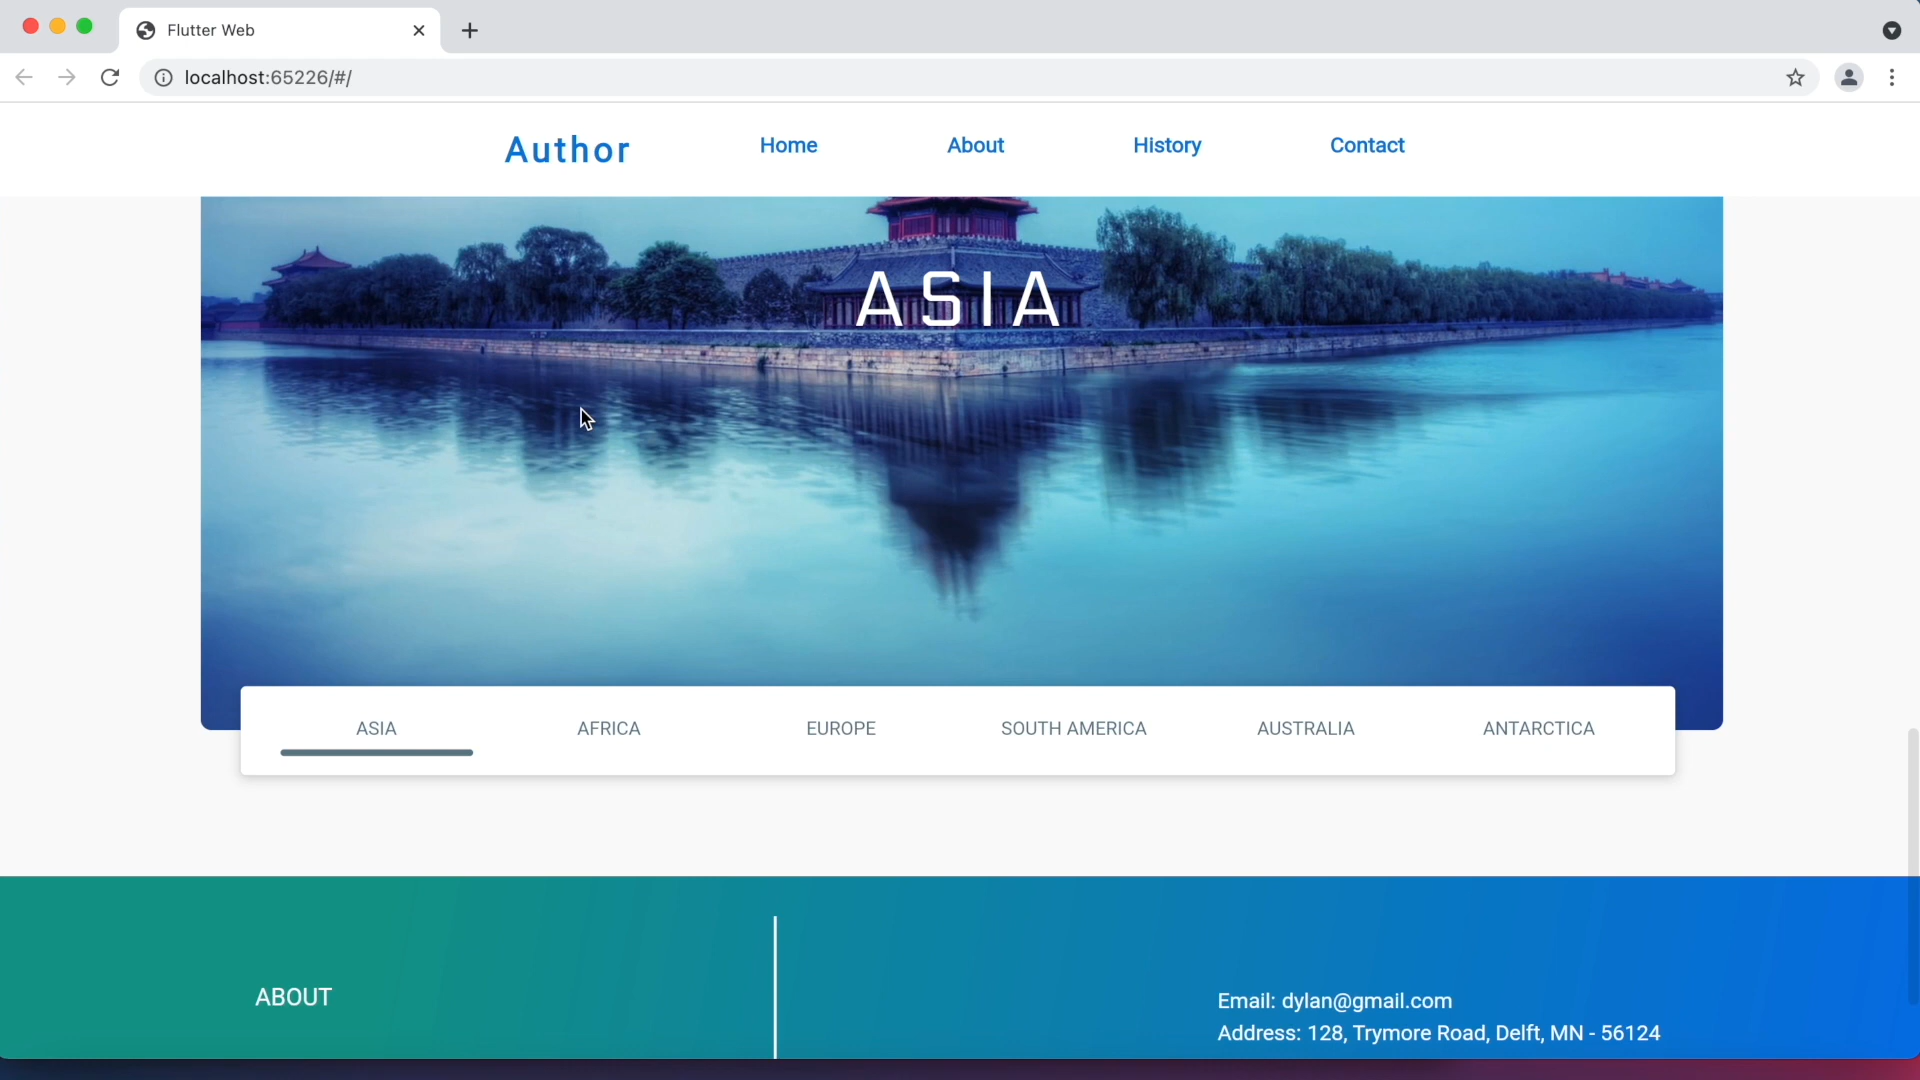 Flutter Web
localhost:65226/#/
Author Home About History Contact
ASIA
ASIA AFRICA EUROPE SOUTH AMERICA AUSTRALIA ANTARCTICA
ABOUT
Email: dylan@gmail.com
Address: 128, Trymore Road, Delft, MN - 56124